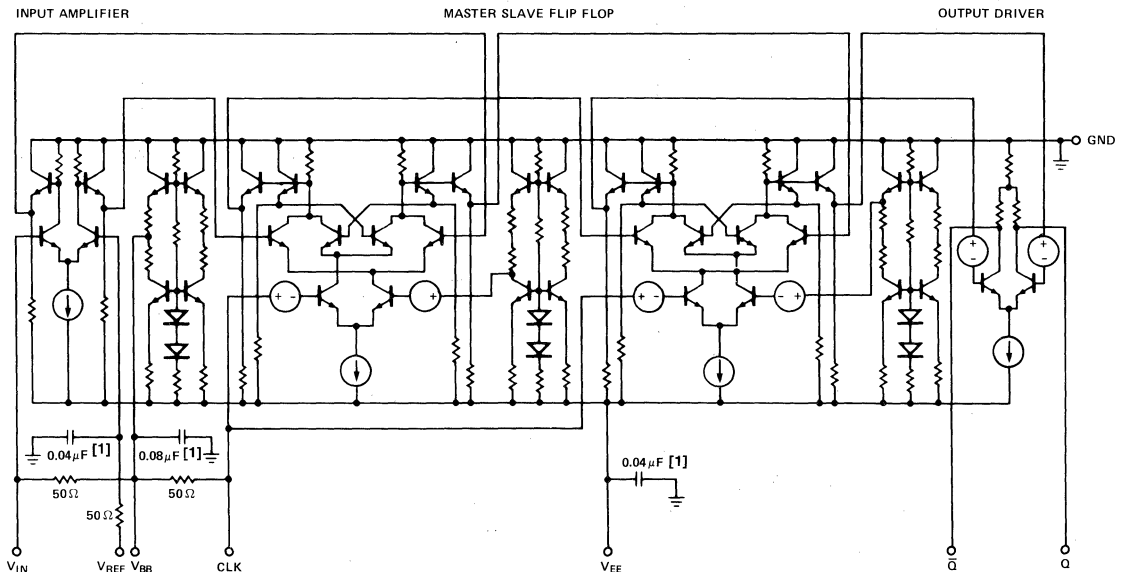 INPUT AMPLIFIER
MASTER SLAVE FLIP FLOP
OUTPUT DRIVER
+
-
+
-
GND
+ -
- +
+ -
- +
0.04μF [1]
0.08μF [1]
0.04μF [1]
50Ω
50Ω
50Ω
VIN
VREF
VBB
CLK
VEE
Q̅
Q